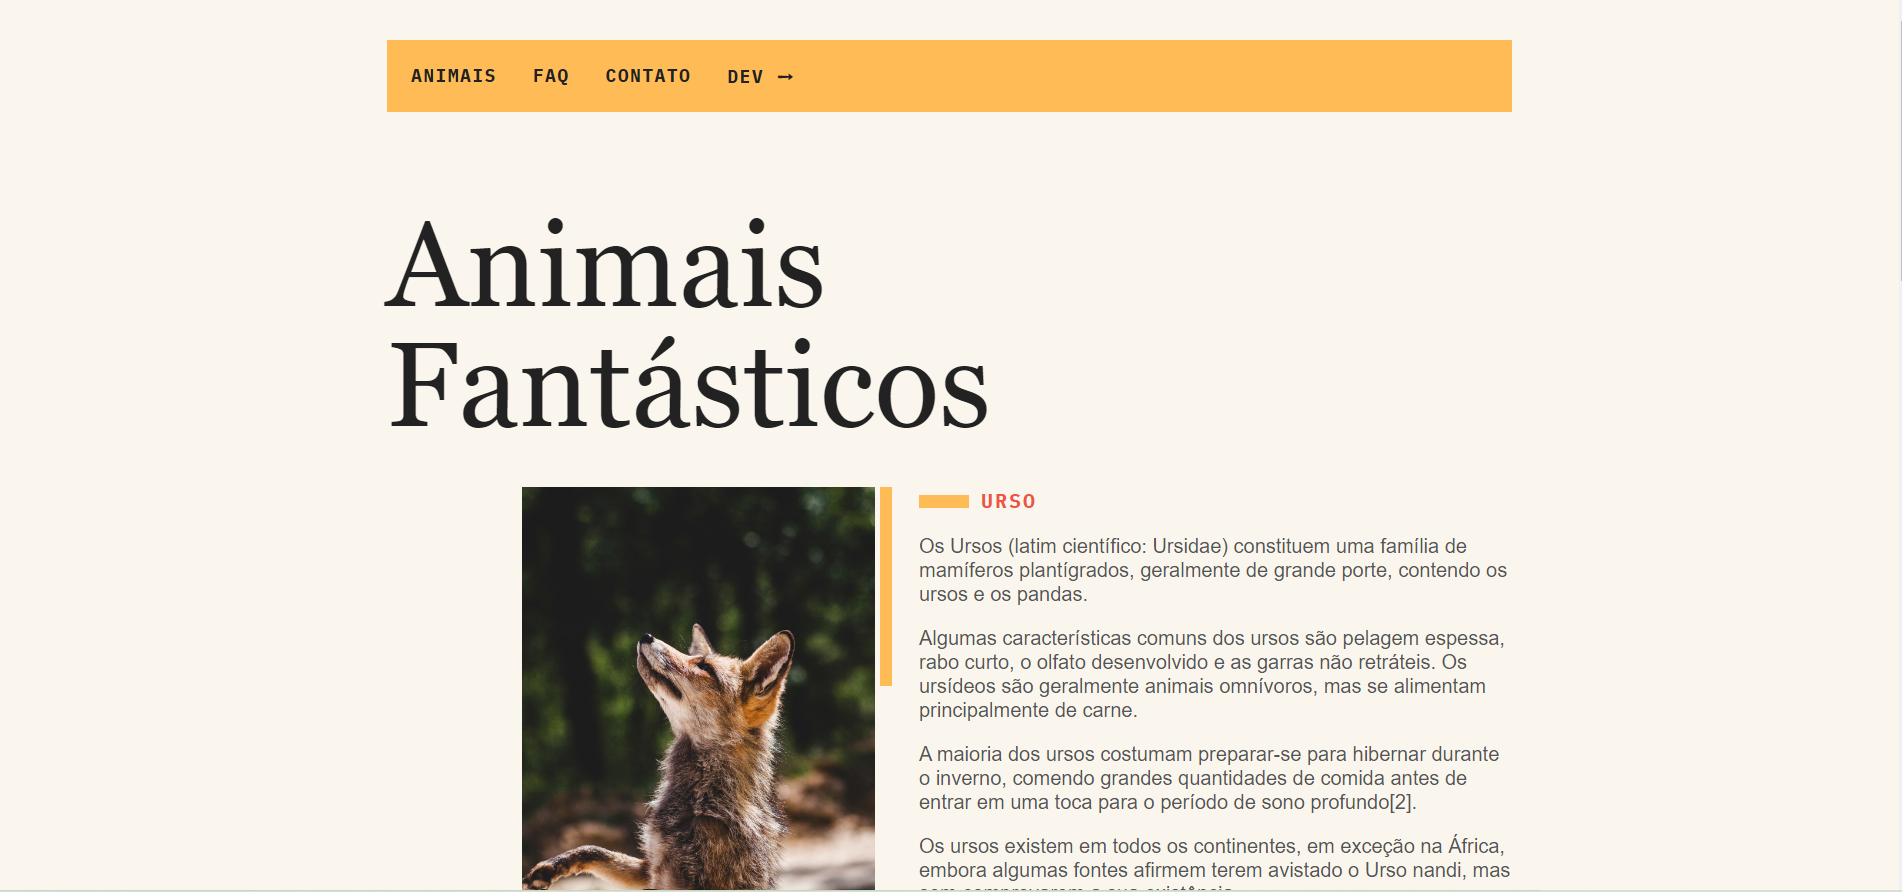 ANIMAIS FAQ CONTATO DEV →
Animais
Fantásticos
URSO
Os Ursos (latim científico: Ursidae) constituem uma família de
mamíferos plantígrados, geralmente de grande porte, contendo os
ursos e os pandas.
Algumas características comuns dos ursos são pelagem espessa,
rabo curto, o olfato desenvolvido e as garras não retráteis. Os
ursídeos são geralmente animais omnívoros, mas se alimentam
principalmente de carne.
A maioria dos ursos costumam preparar-se para hibernar durante
o inverno, comendo grandes quantidades de comida antes de
entrar em uma toca para o período de sono profundo[2].
Os ursos existem em todos os continentes, em exceção na África,
embora algumas fontes afirmem terem avistado o Urso nandi, mas